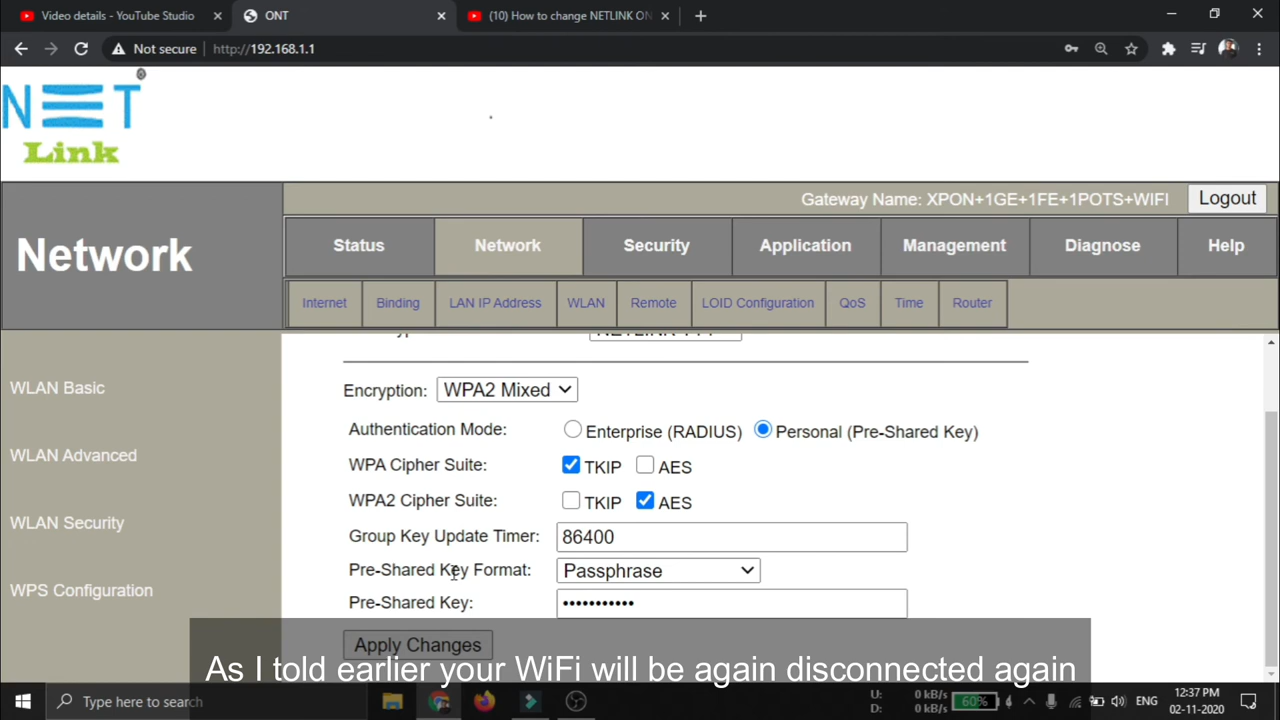 Video details - YouTube Studio
ONT
(10) How to change NETLINK ON
Not secure http://192.168.1.1
NET
Link
Gateway Name: XPON+1GE+1FE+1POTS+WIFI Logout
Network
Status Network Security Application Management Diagnose Help
Internet Binding LAN IP Address WLAN Remote LOID Configuration QoS Time Router
WLAN Basic
WLAN Advanced
WLAN Security
WPS Configuration
Encryption: WPA2 Mixed
Authentication Mode: Enterprise (RADIUS) Personal (Pre-Shared Key)
WPA Cipher Suite: TKIP AES
WPA2 Cipher Suite: TKIP AES
Group Key Update Timer: 86400
Pre-Shared Key Format: Passphrase
Pre-Shared Key: •••••••••••
Apply Changes
As I told earlier your WiFi will be again disconnected again
Type here to search
U: 0 kB/s
D: 0 kB/s
60%
ENG
12:37 PM
02-11-2020